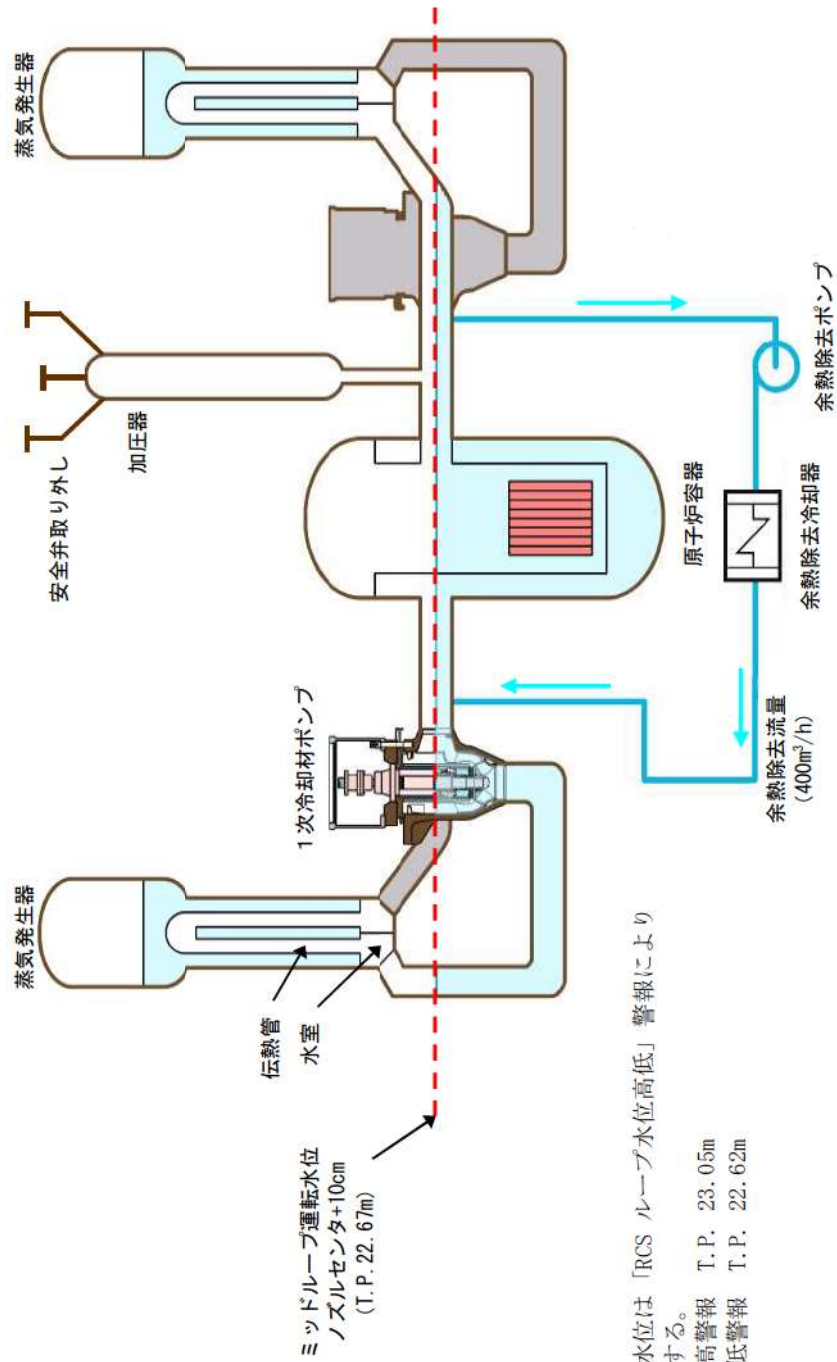 蒸気発生器
安全弁取り外し
加圧器
蒸気発生器
1次冷却材ポンプ
伝熱管
水室
ミッドループ運転水位
ノズルセンタ+10cm
(T.P. 22.67m)
原子炉容器
余熱除去ポンプ
余熱除去冷却器
余熱除去流量
(400m³/h)
水位は「RCS ループ水位高低」警報により
する。
高警報 T.P. 23.05m
低警報 T.P. 22.62m